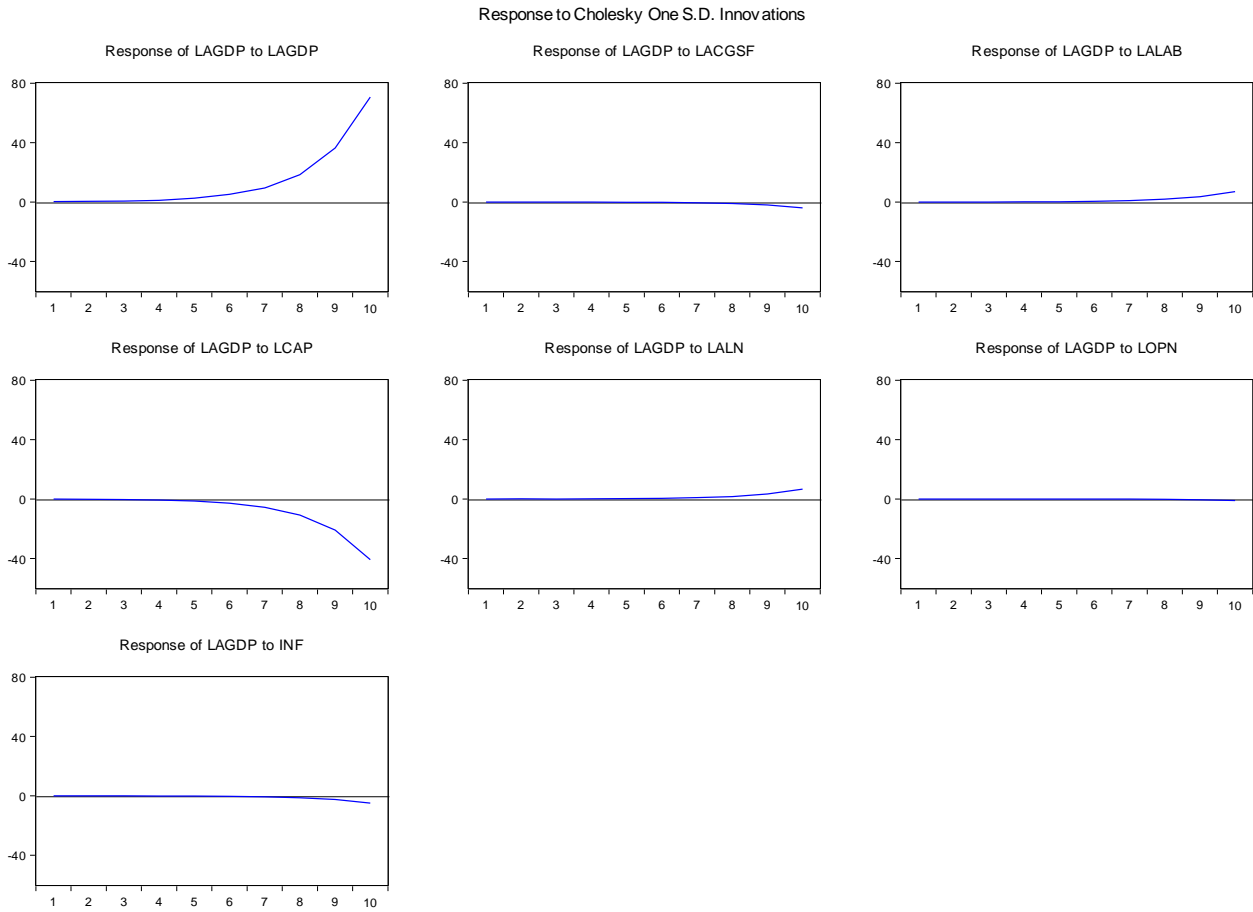 Response to Cholesky One S.D. Innovations
Response of LAGDP to LAGDP
80
40
0
-40
1 2 3 4 5 6 7 8 9 10
Response of LAGDP to LACGSF
80
40
0
-40
1 2 3 4 5 6 7 8 9 10
Response of LAGDP to LALAB
80
40
0
-40
1 2 3 4 5 6 7 8 9 10
Response of LAGDP to LCAP
80
40
0
-40
1 2 3 4 5 6 7 8 9 10
Response of LAGDP to LALN
80
40
0
-40
1 2 3 4 5 6 7 8 9 10
Response of LAGDP to LOPN
80
40
0
-40
1 2 3 4 5 6 7 8 9 10
Response of LAGDP to INF
80
40
0
-40
1 2 3 4 5 6 7 8 9 10